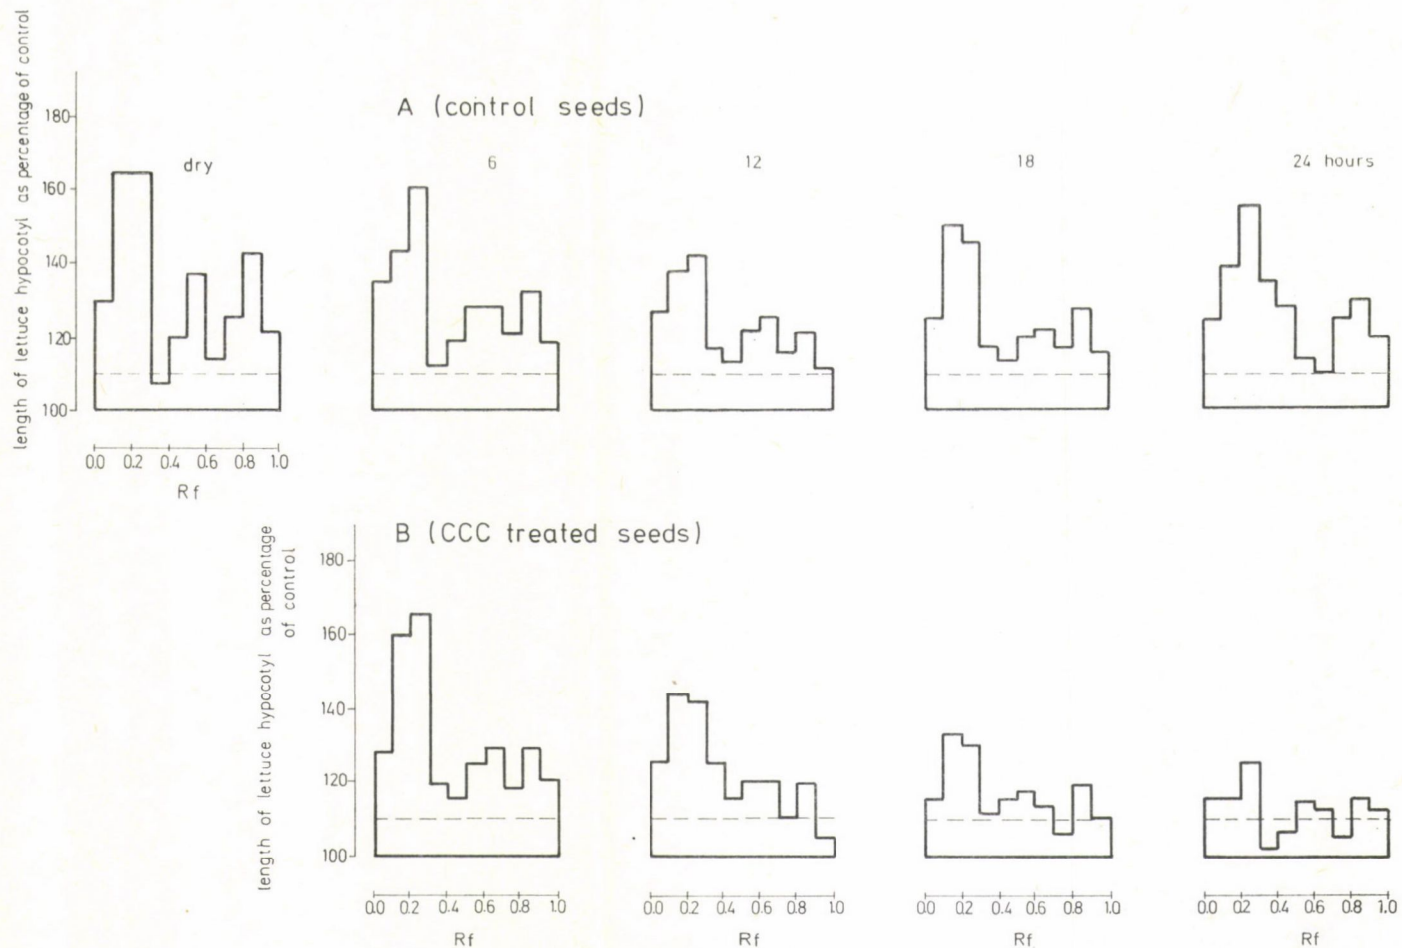 A (control seeds)
length of lettuce hypocotyl as percentage of control
180
160
140
120
100
dry
6
12
18
24 hours
0.0 0.2 0.4 0.6 0.8 1.0
Rf
B (CCC treated seeds)
length of lettuce hypocotyl as percentage
of control
180
160
140
120
100
0.0 0.2 0.4 0.6 0.8 1.0
0.0 0.2 0.4 0.6 0.8 1.0
0.0 0.2 0.4 0.6 0.8 1.0
0.0 0.2 0.4 0.6 0.8 1.0
Rf
Rf
Rf
Rf